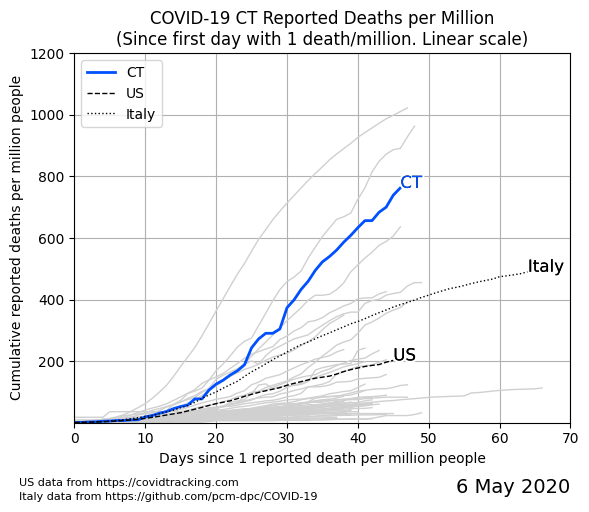 COVID-19 CT Reported Deaths per Million
(Since first day with 1 death/million. Linear scale)
Cumulative reported deaths per million people
1200
1000
800
600
400
200
CT
US
Italy
CT
Italy
US
0 10 20 30 40 50 60 70
Days since 1 reported death per million people
US data from https://covidtracking.com
Italy data from https://github.com/pcm-dpc/COVID-19
6 May 2020